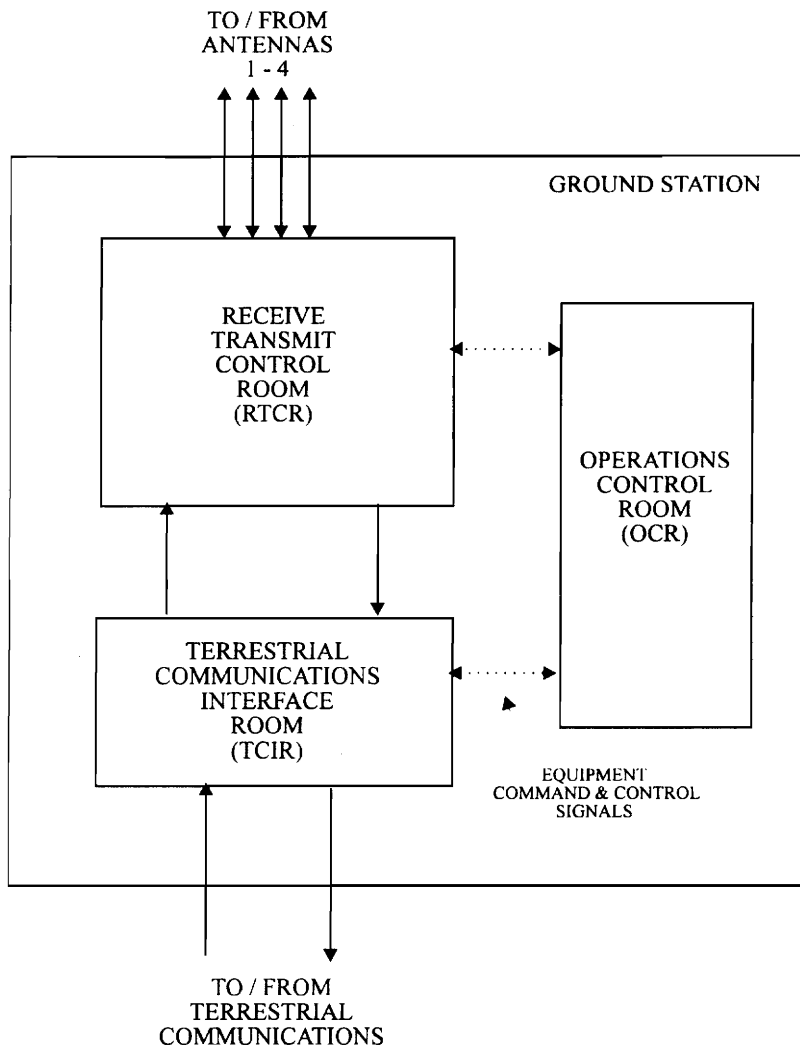 TO / FROM
ANTENNAS
1 - 4
GROUND STATION
RECEIVE
TRANSMIT
CONTROL
ROOM
(RTCR)
OPERATIONS
CONTROL
ROOM
(OCR)
TERRESTRIAL
COMMUNICATIONS
INTERFACE
ROOM
(TCIR)
EQUIPMENT
COMMAND & CONTROL
SIGNALS
TO / FROM
TERRESTRIAL
COMMUNICATIONS